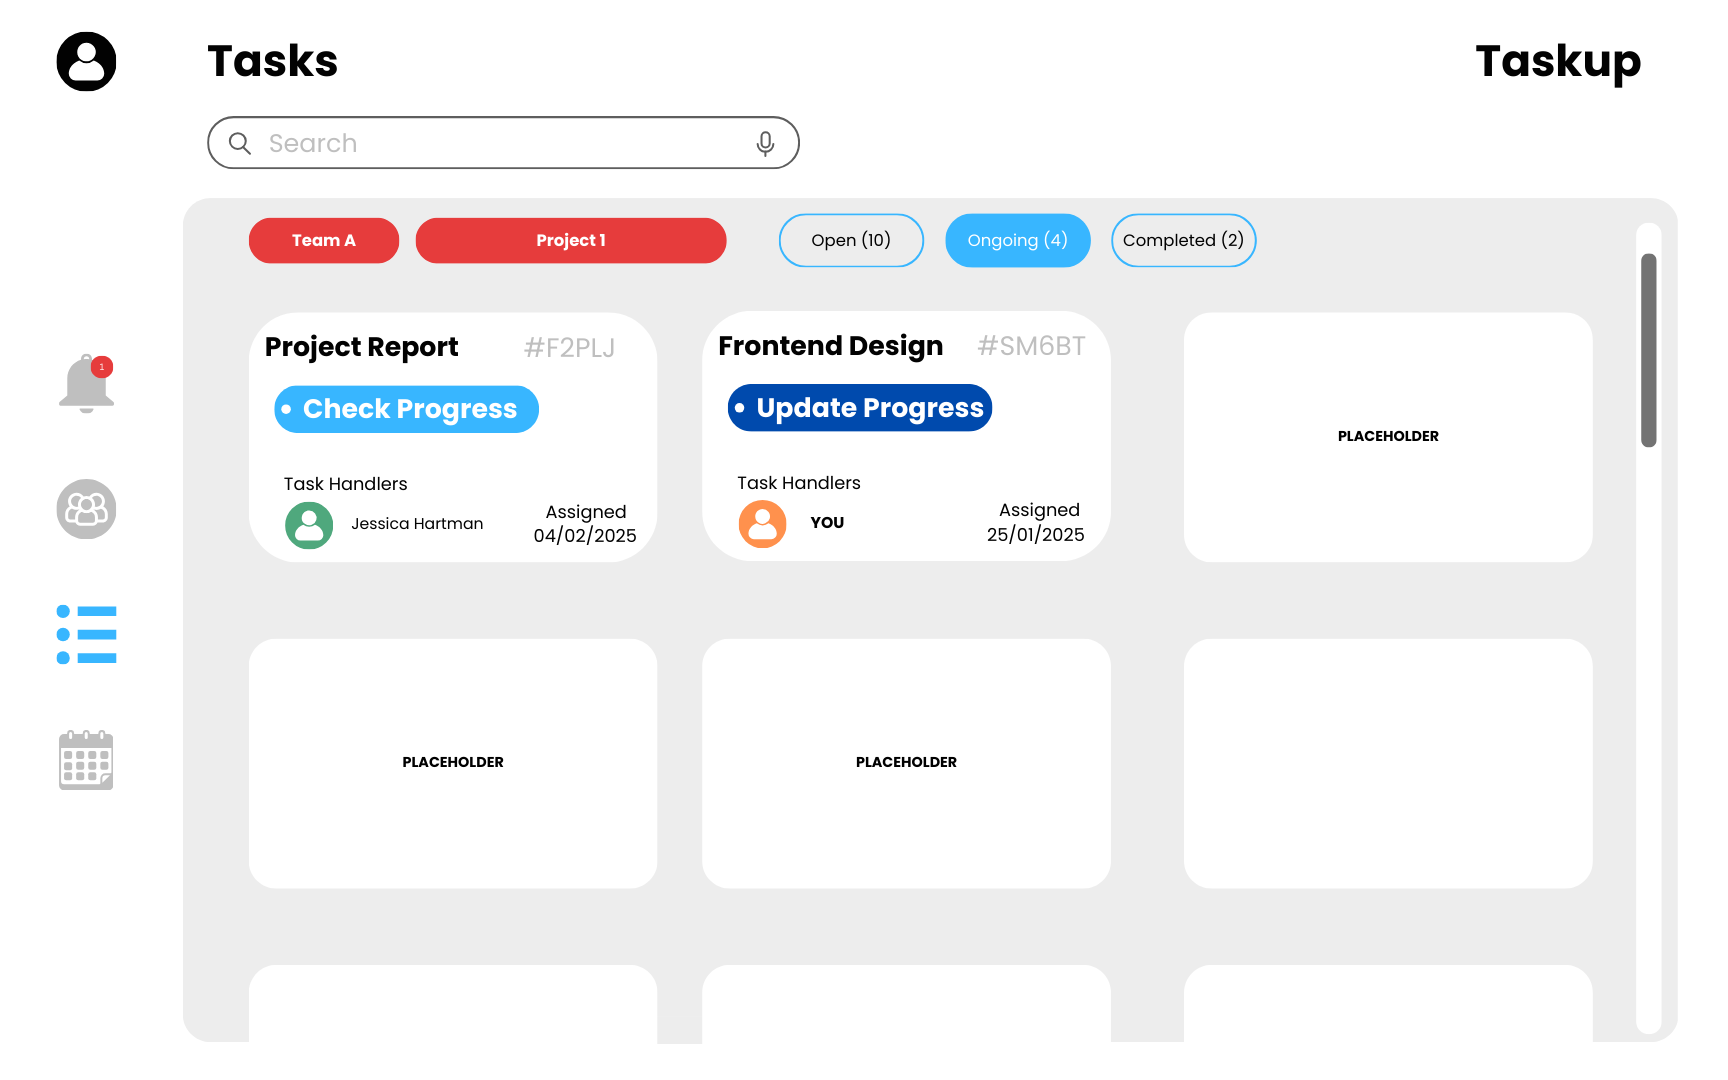 Tasks
Taskup
Search
Team A
Project 1
Open (10)
Ongoing (4)
Completed (2)
Project Report
#F2PLJ
• Check Progress
Task Handlers
Jessica Hartman
Assigned
04/02/2025
Frontend Design
#SM6BT
• Update Progress
Task Handlers
YOU
Assigned
25/01/2025
PLACEHOLDER
1
PLACEHOLDER
PLACEHOLDER